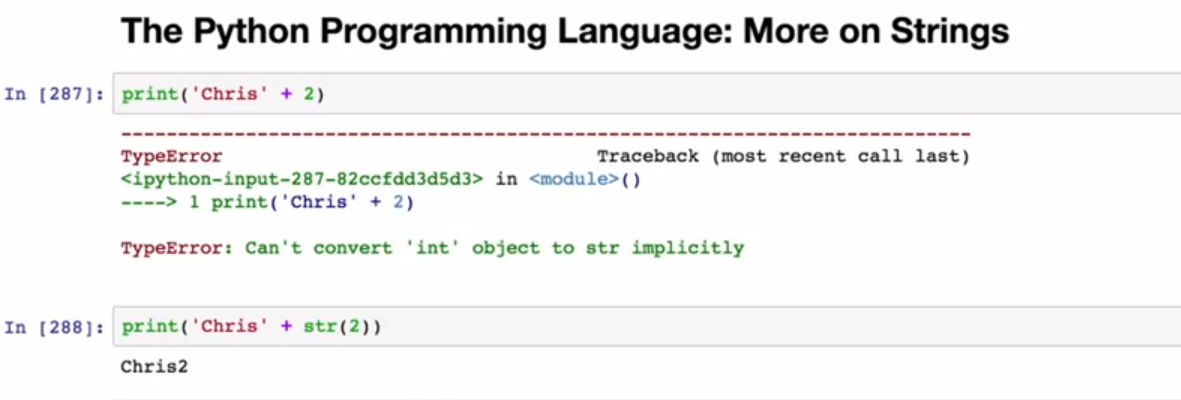 The Python Programming Language: More on Strings
In [287]: print('Chris' + 2)
---------------------------------------------------------------------------
TypeError                                 Traceback (most recent call last)
<ipython-input-287-82ccfdd3d5d3> in <module>()
----> 1 print('Chris' + 2)
TypeError: Can't convert 'int' object to str implicitly
In [288]: print('Chris' + str(2))
Chris2